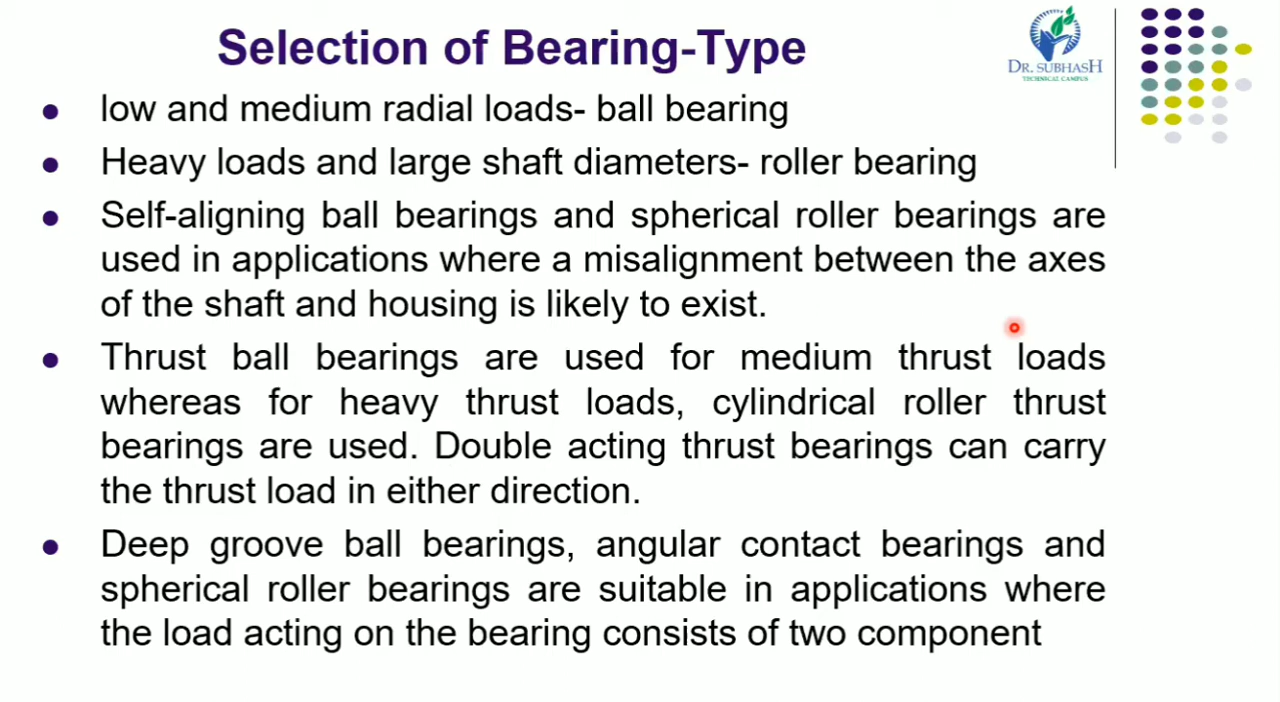 Selection of Bearing-Type
DR. SUBHASH
TECHNICAL CAMPUS
● low and medium radial loads- ball bearing
● Heavy loads and large shaft diameters- roller bearing
● Self-aligning ball bearings and spherical roller bearings are
used in applications where a misalignment between the axes
of the shaft and housing is likely to exist.
● Thrust ball bearings are used for medium thrust loads
whereas for heavy thrust loads, cylindrical roller thrust
bearings are used. Double acting thrust bearings can carry
the thrust load in either direction.
● Deep groove ball bearings, angular contact bearings and
spherical roller bearings are suitable in applications where
the load acting on the bearing consists of two component